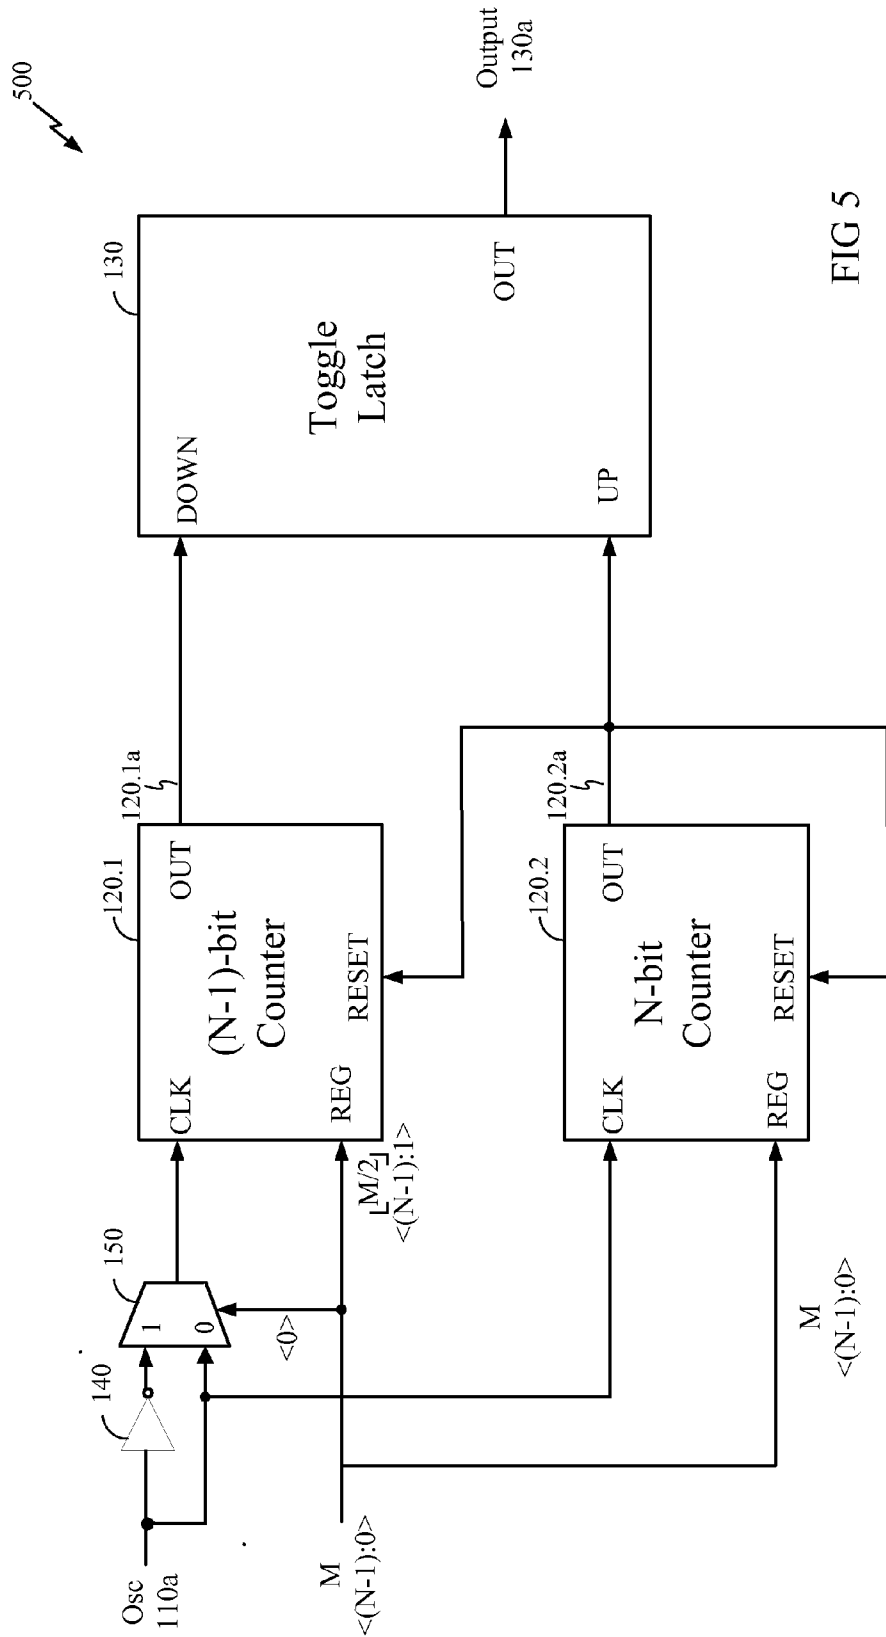 500
Osc
110a
140
150
1
0
<0>
M
<(N-1):0>
120.1
CLK
OUT
(N-1)-bit
Counter
REG
RESET
⌊M/2⌋
<(N-1):1>
120.1a
130
DOWN
Toggle
Latch
OUT
UP
Output
130a
120.2
CLK
OUT
N-bit
Counter
REG
RESET
120.2a
M
<(N-1):0>
FIG 5